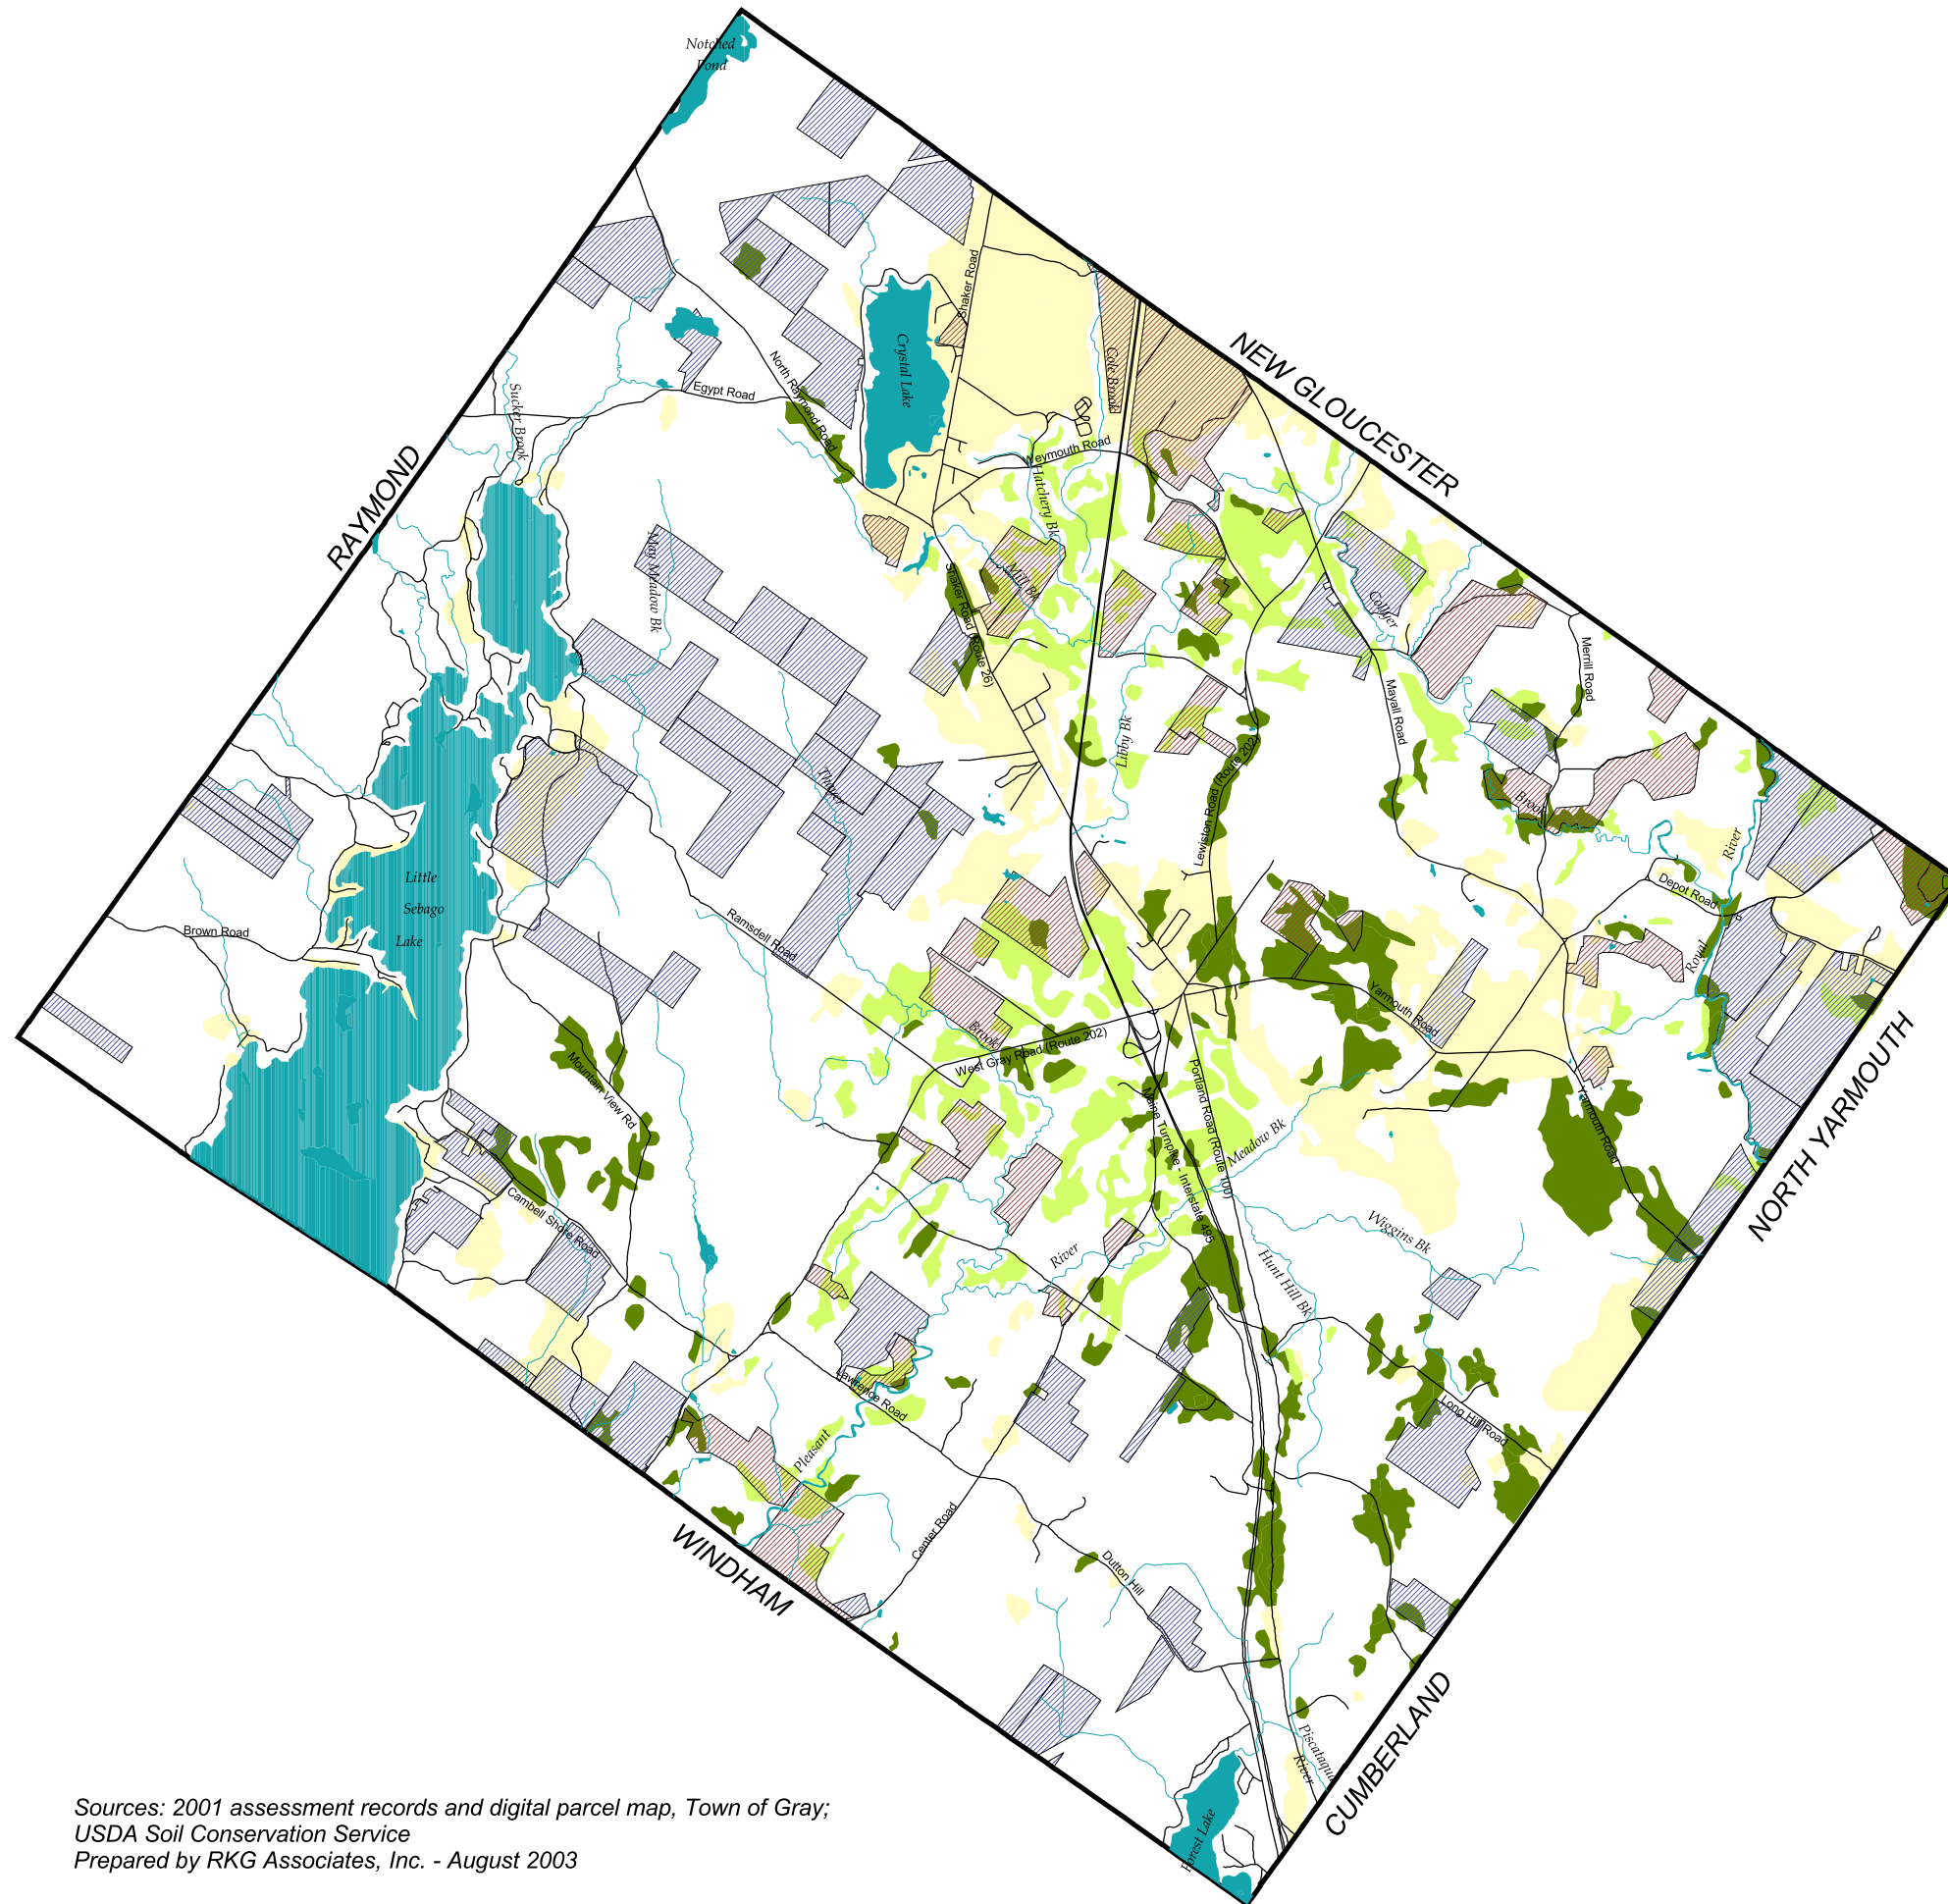 Notched
Pond
Shaker Road
Crystal Lake
Cole Brook
NEW GLOUCESTER
North Raymond Road
Egypt Road
Sucker Brook
RAYMOND
Weymouth Road
Hatchery Bk
May Meadow Bk
Mill Bk
Shaker Road (Route 26)
Collyer
Merrill Road
Mayall Road
Libby Bk
Thayer
Lewiston Road (Route 202)
Brook
River
Depot Road
Little
Sebago
Lake
Brown Road
Ramsdell Road
Royal
Yarmouth Road
Brook
West Gray Road (Route 202)
NORTH YARMOUTH
Mountain View Rd
Maine Turnpike - Interstate 495
Portland Road (Route 100)
Meadow Bk
Yarmouth Road
Cambell Shore Road
River
Wiggins Bk
Hunt Hill Bk
Lawrence Road
Long Hill Road
Pleasant
WINDHAM
Center Road
Dutton Hill
CUMBERLAND
Piscataqua
River
Forest Lake
Sources: 2001 assessment records and digital parcel map, Town of Gray;
USDA Soil Conservation Service
Prepared by RKG Associates, Inc. - August 2003